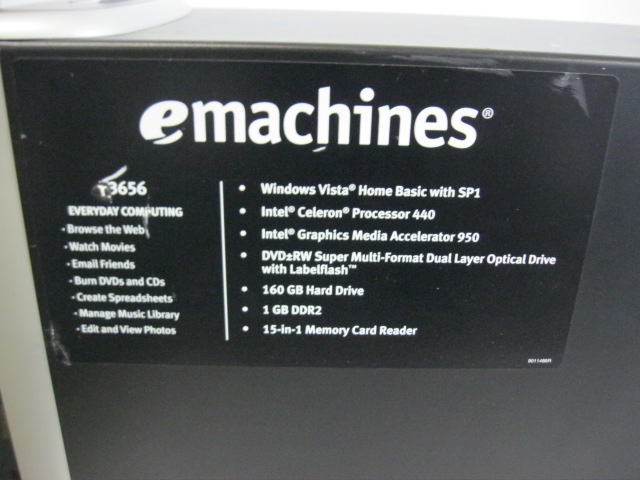 emachines®
T3656
EVERYDAY COMPUTING
• Browse the Web
• Watch Movies
• Email Friends
• Burn DVDs and CDs
• Create Spreadsheets
• Manage Music Library
• Edit and View Photos
• Windows Vista® Home Basic with SP1
• Intel® Celeron® Processor 440
• Intel® Graphics Media Accelerator 950
• DVD±RW Super Multi-Format Dual Layer Optical Drive
with Labelflash™
• 160 GB Hard Drive
• 1 GB DDR2
• 15-in-1 Memory Card Reader